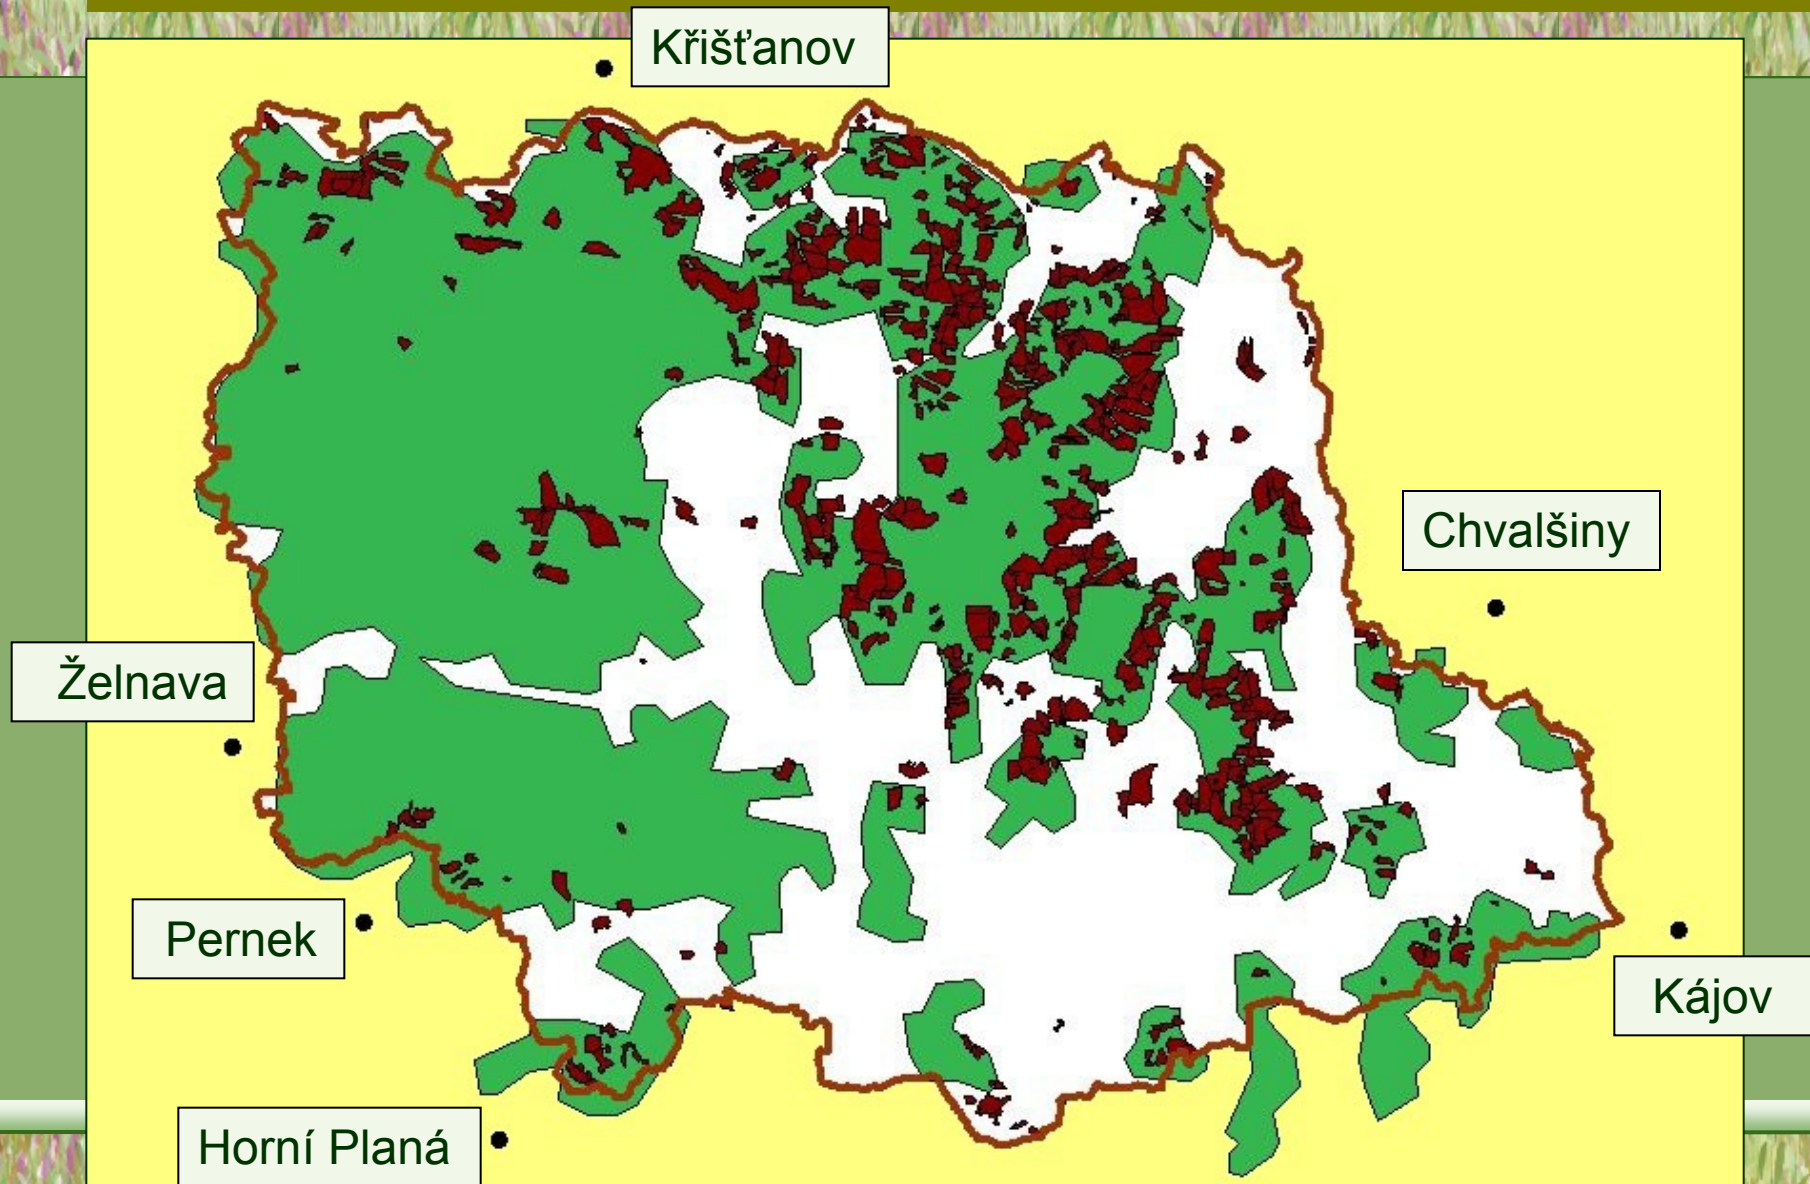 Křišťanov
Chvalšiny
Želnava
Pernek
Kájov
Horní Planá